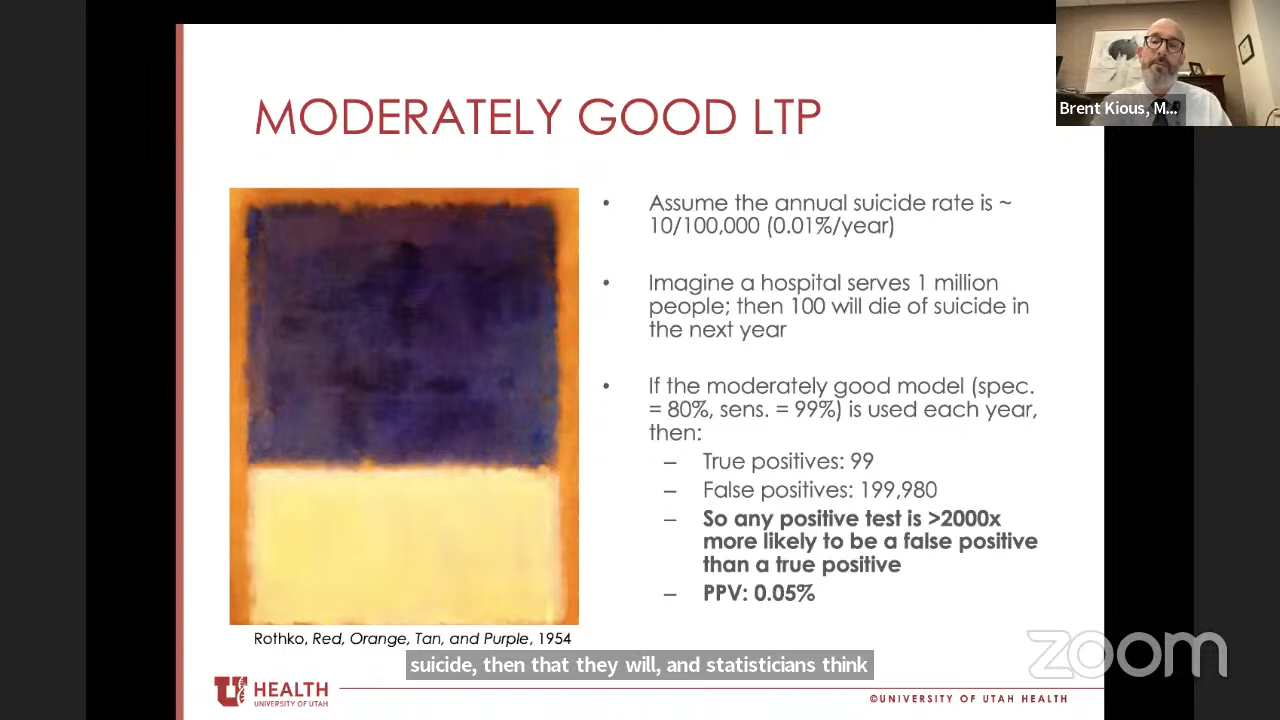 Brent Kious, M...
MODERATELY GOOD LTP
• Assume the annual suicide rate is ~
10/100,000 (0.01%/year)
• Imagine a hospital serves 1 million
people; then 100 will die of suicide in
the next year
• If the moderately good model (spec.
= 80%, sens. = 99%) is used each year,
then:
– True positives: 99
– False positives: 199,980
– So any positive test is >2000x
more likely to be a false positive
than a true positive
– PPV: 0.05%
Rothko, Red, Orange, Tan, and Purple, 1954
suicide, then that they will, and statisticians think
zoom
U HEALTH
UNIVERSITY OF UTAH
©UNIVERSITY OF UTAH HEALTH